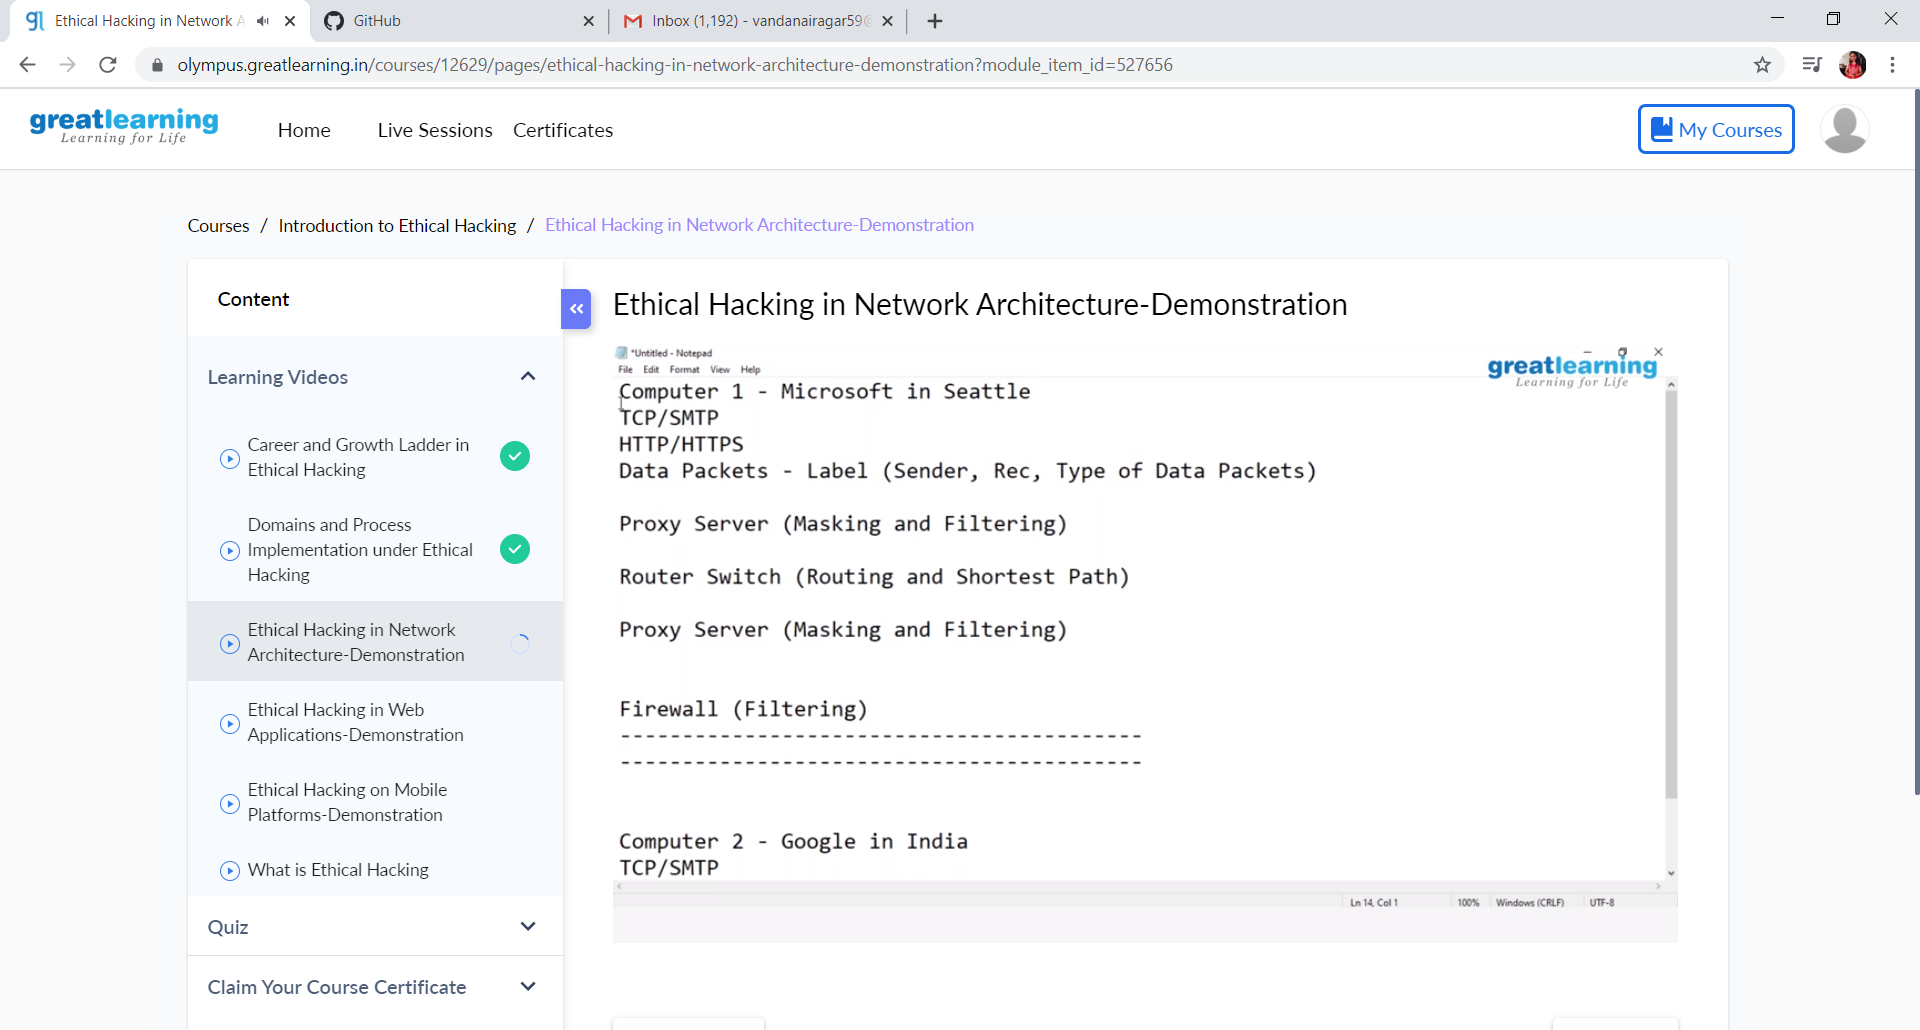 Ethical Hacking in Network A
GitHub
Inbox (1,192) - vandanairagar59@
olympus.greatlearning.in/courses/12629/pages/ethical-hacking-in-network-architecture-demonstration?module_item_id=527656
greatlearning
Learning for Life
Home
Live Sessions
Certificates
My Courses
Courses / Introduction to Ethical Hacking / Ethical Hacking in Network Architecture-Demonstration
Content
Learning Videos
Career and Growth Ladder in
Ethical Hacking
Domains and Process
Implementation under Ethical
Hacking
Ethical Hacking in Network
Architecture-Demonstration
Ethical Hacking in Web
Applications-Demonstration
Ethical Hacking on Mobile
Platforms-Demonstration
What is Ethical Hacking
Quiz
Claim Your Course Certificate
Ethical Hacking in Network Architecture-Demonstration
*Untitled - Notepad
File Edit Format View Help
greatlearning
Learning for Life
Computer 1 - Microsoft in Seattle
TCP/SMTP
HTTP/HTTPS
Data Packets - Label (Sender, Rec, Type of Data Packets)
Proxy Server (Masking and Filtering)
Router Switch (Routing and Shortest Path)
Proxy Server (Masking and Filtering)
Firewall (Filtering)
------------------------------------------
------------------------------------------
Computer 2 - Google in India
TCP/SMTP
Ln 14, Col 1
100%
Windows (CRLF)
UTF-8